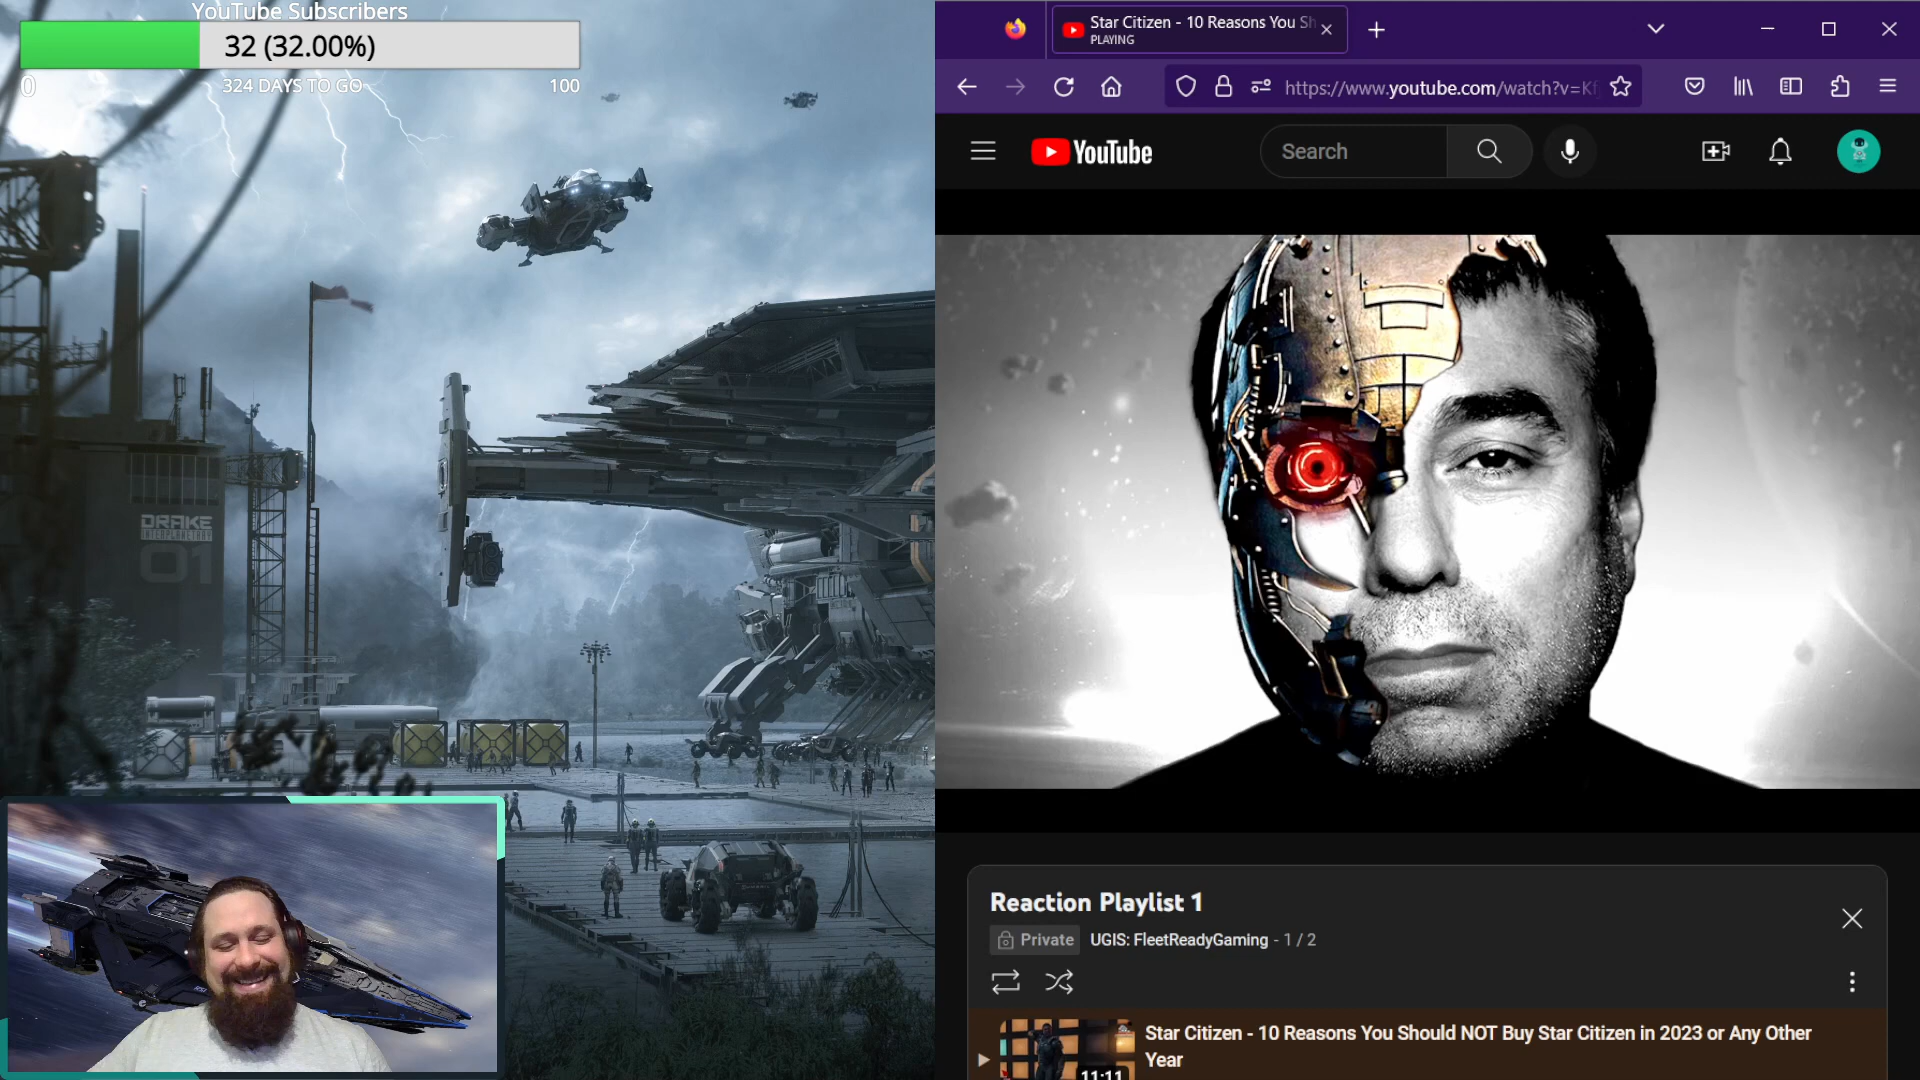 YouTube Subscribers
32 (32.00%)
0
324 DAYS TO GO
100
DRAKE
INTERPLANETARY
01
Star Citizen - 10 Reasons You Sh
PLAYING
https://www.youtube.com/watch?v=Kf
YouTube
Search
Reaction Playlist 1
Private
UGIS: FleetReadyGaming - 1 / 2
Star Citizen - 10 Reasons You Should NOT Buy Star Citizen in 2023 or Any Other
Year
11:11